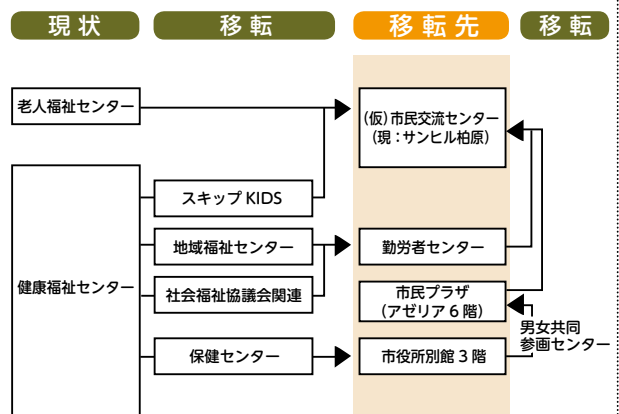 現状
移転
移転先
移転
老人福祉センター
(仮)市民交流センター
(現:サンヒル柏原)
スキップKIDS
健康福祉センター
地域福祉センター
勤労者センター
社会福祉協議会関連
市民プラザ
(アゼリア6階)
男女共同
参画センター
保健センター
市役所別館3階